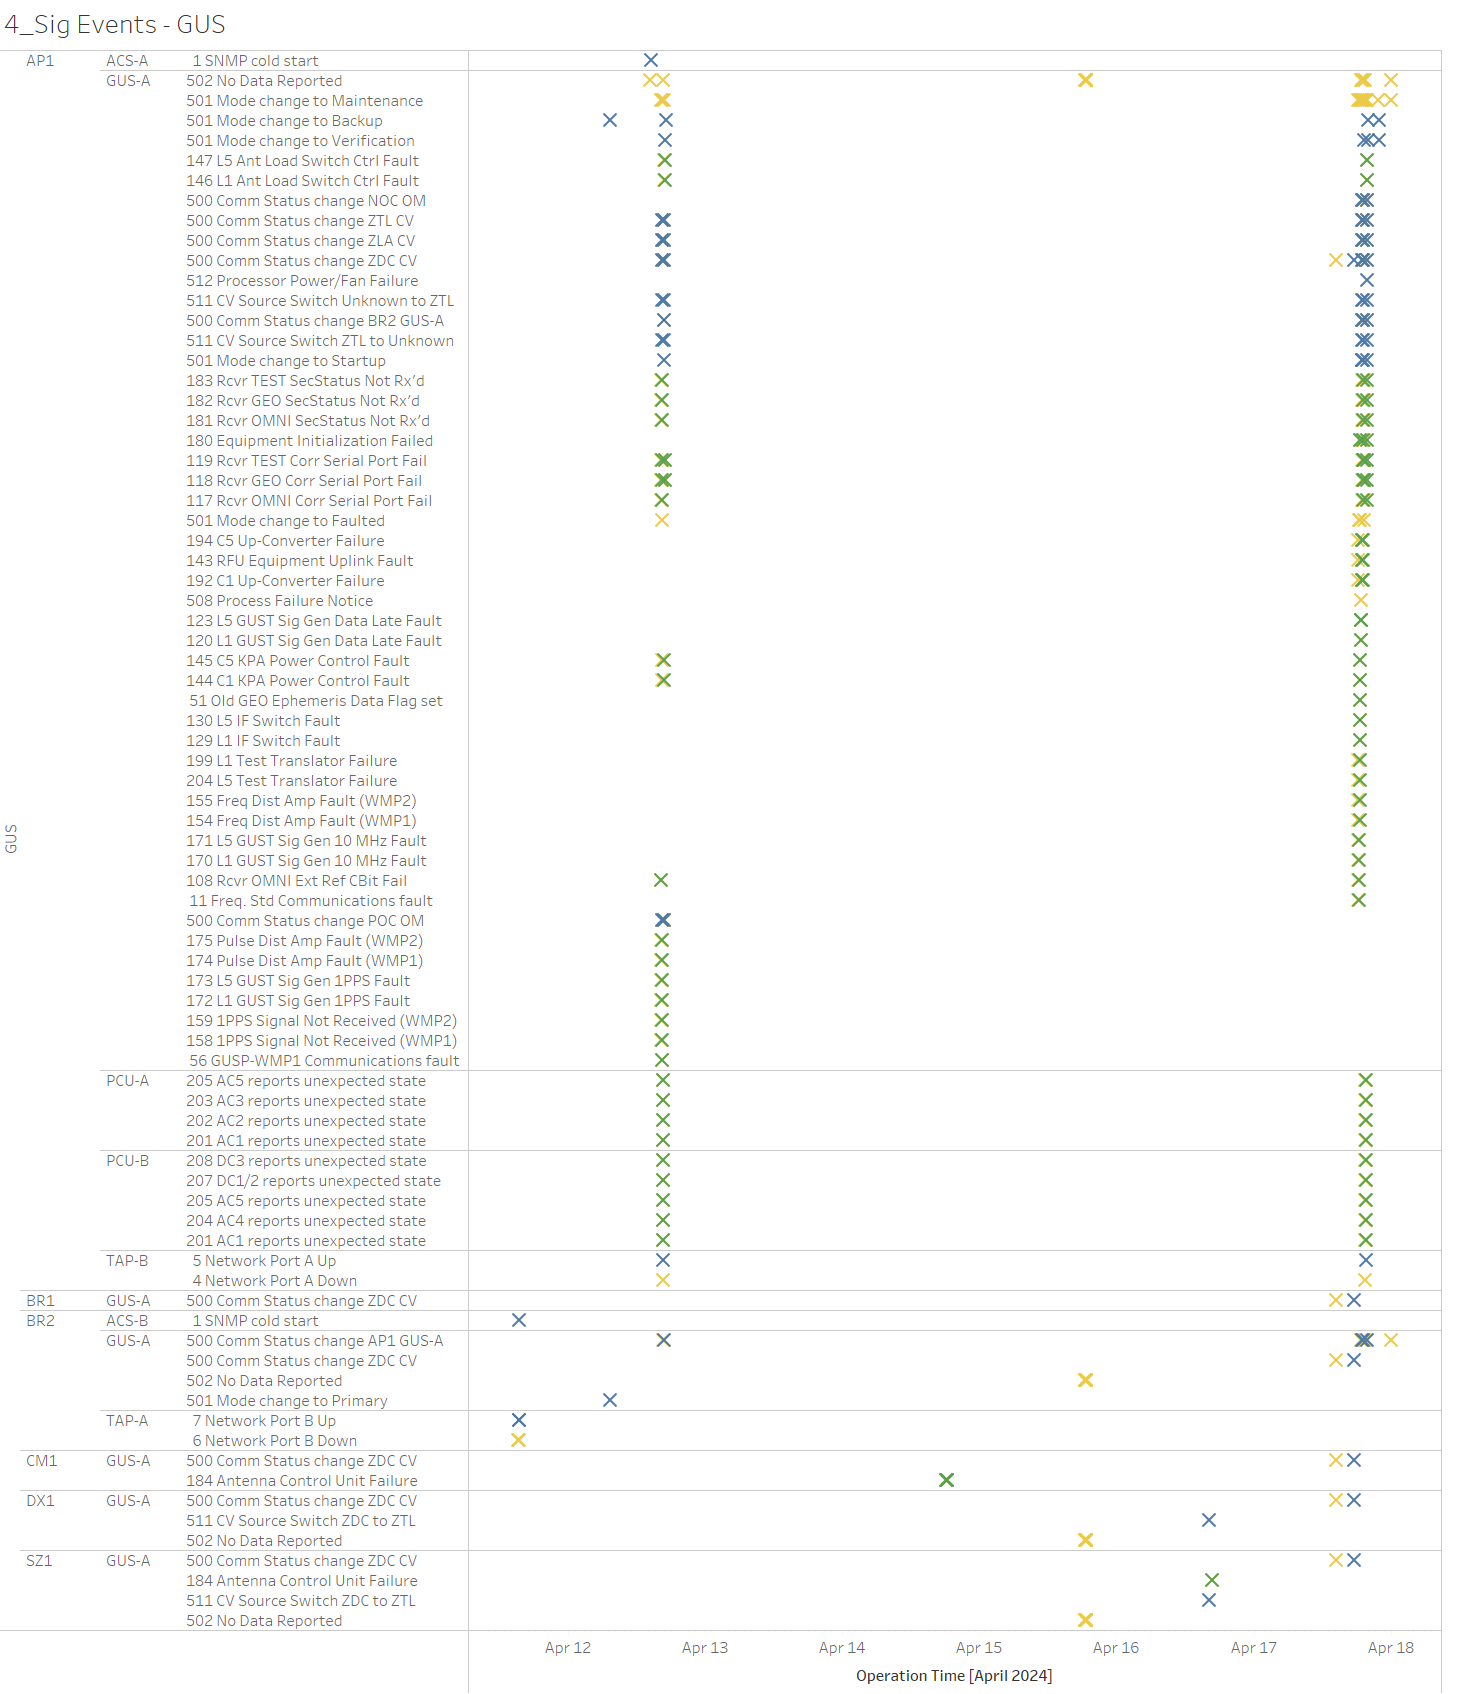 4_Sig Events - GUS
GUS
AP1 ACS-A 1 SNMP cold start
GUS-A 502 No Data Reported
501 Mode change to Maintenance
501 Mode change to Backup
501 Mode change to Verification
147 L5 Ant Load Switch Ctrl Fault
146 L1 Ant Load Switch Ctrl Fault
500 Comm Status change NOC OM
500 Comm Status change ZTL CV
500 Comm Status change ZLA CV
500 Comm Status change ZDC CV
512 Processor Power/Fan Failure
511 CV Source Switch Unknown to ZTL
500 Comm Status change BR2 GUS-A
511 CV Source Switch ZTL to Unknown
501 Mode change to Startup
183 Rcvr TEST SecStatus Not Rx'd
182 Rcvr GEO SecStatus Not Rx'd
181 Rcvr OMNI SecStatus Not Rx'd
180 Equipment Initialization Failed
119 Rcvr TEST Corr Serial Port Fail
118 Rcvr GEO Corr Serial Port Fail
117 Rcvr OMNI Corr Serial Port Fail
501 Mode change to Faulted
194 C5 Up-Converter Failure
143 RFU Equipment Uplink Fault
192 C1 Up-Converter Failure
508 Process Failure Notice
123 L5 GUST Sig Gen Data Late Fault
120 L1 GUST Sig Gen Data Late Fault
145 C5 KPA Power Control Fault
144 C1 KPA Power Control Fault
51 Old GEO Ephemeris Data Flag set
130 L5 IF Switch Fault
129 L1 IF Switch Fault
199 L1 Test Translator Failure
204 L5 Test Translator Failure
155 Freq Dist Amp Fault (WMP2)
154 Freq Dist Amp Fault (WMP1)
171 L5 GUST Sig Gen 10 MHz Fault
170 L1 GUST Sig Gen 10 MHz Fault
108 Rcvr OMNI Ext Ref CBit Fail
11 Freq. Std Communications fault
500 Comm Status change POC OM
175 Pulse Dist Amp Fault (WMP2)
174 Pulse Dist Amp Fault (WMP1)
173 L5 GUST Sig Gen 1PPS Fault
172 L1 GUST Sig Gen 1PPS Fault
159 1PPS Signal Not Received (WMP2)
158 1PPS Signal Not Received (WMP1)
56 GUSP-WMP1 Communications fault
PCU-A 205 AC5 reports unexpected state
203 AC3 reports unexpected state
202 AC2 reports unexpected state
201 AC1 reports unexpected state
PCU-B 208 DC3 reports unexpected state
207 DC1/2 reports unexpected state
205 AC5 reports unexpected state
204 AC4 reports unexpected state
201 AC1 reports unexpected state
TAP-B 5 Network Port A Up
4 Network Port A Down
BR1 GUS-A 500 Comm Status change ZDC CV
BR2 ACS-B 1 SNMP cold start
GUS-A 500 Comm Status change AP1 GUS-A
500 Comm Status change ZDC CV
502 No Data Reported
501 Mode change to Primary
TAP-A 7 Network Port B Up
6 Network Port B Down
CM1 GUS-A 500 Comm Status change ZDC CV
184 Antenna Control Unit Failure
DX1 GUS-A 500 Comm Status change ZDC CV
511 CV Source Switch ZDC to ZTL
502 No Data Reported
SZ1 GUS-A 500 Comm Status change ZDC CV
184 Antenna Control Unit Failure
511 CV Source Switch ZDC to ZTL
502 No Data Reported
Apr 12 Apr 13 Apr 14 Apr 15 Apr 16 Apr 17 Apr 18
Operation Time [April 2024]